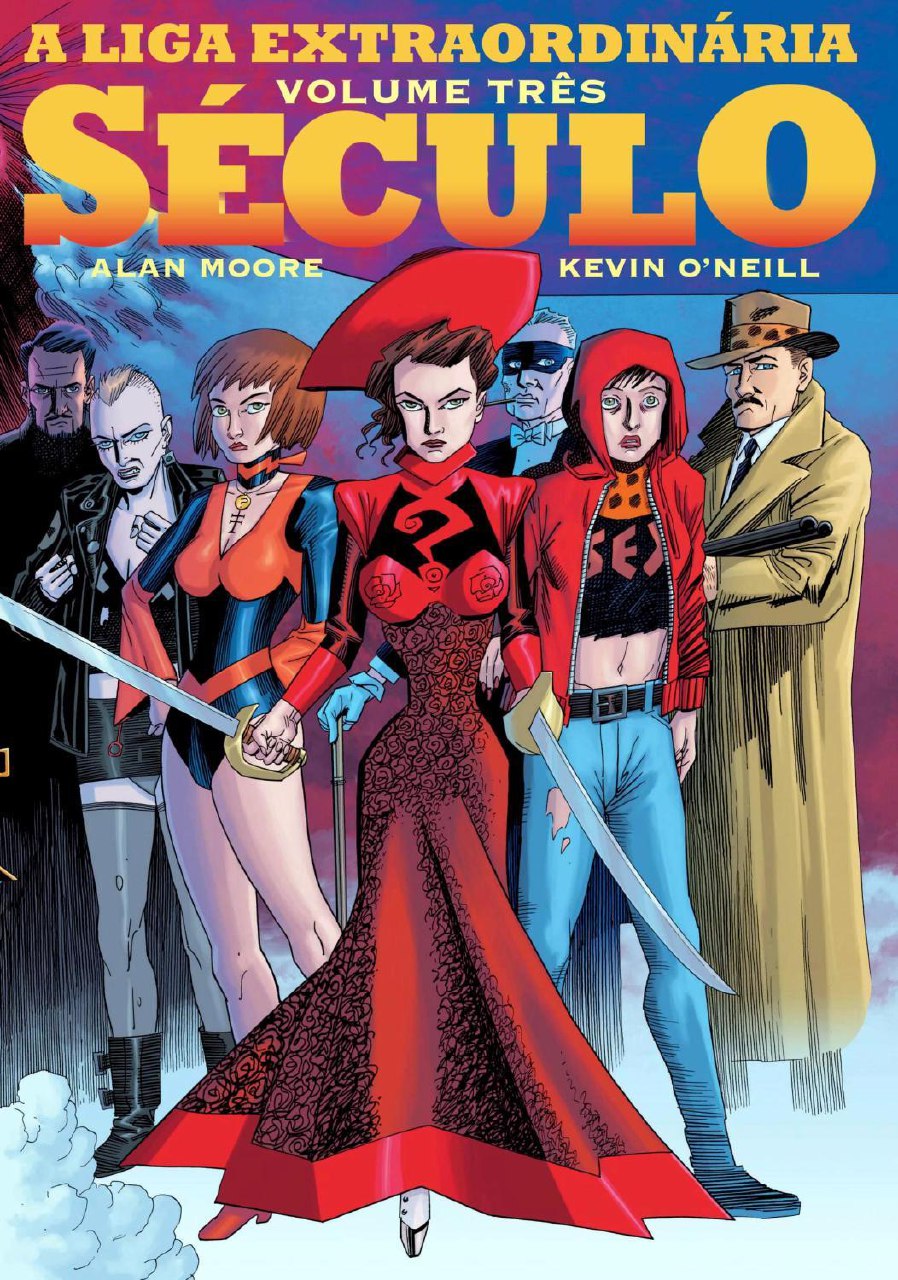 A LIGA EXTRAORDINÁRIA
VOLUME TRÊS
SÉCULO
ALAN MOORE
KEVIN O'NEILL
?
SEX